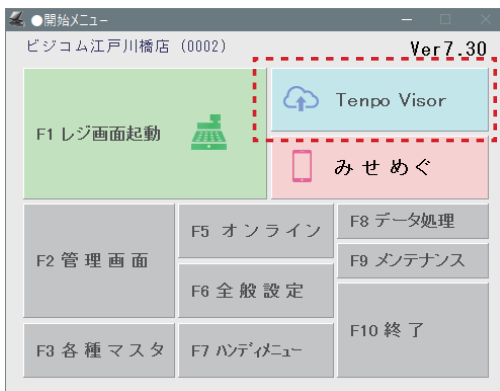 ●開始メニュー
ビジコム江戸川橋店 (0002)
Ver7.30
F1 レジ画面起動
Tenpo Visor
みせめぐ
F2 管理画面
F5 オンライン
F8 データ処理
F9 メンテナンス
F6 全般設定
F10 終了
F3 各種マスタ
F7 ハンディメニュー